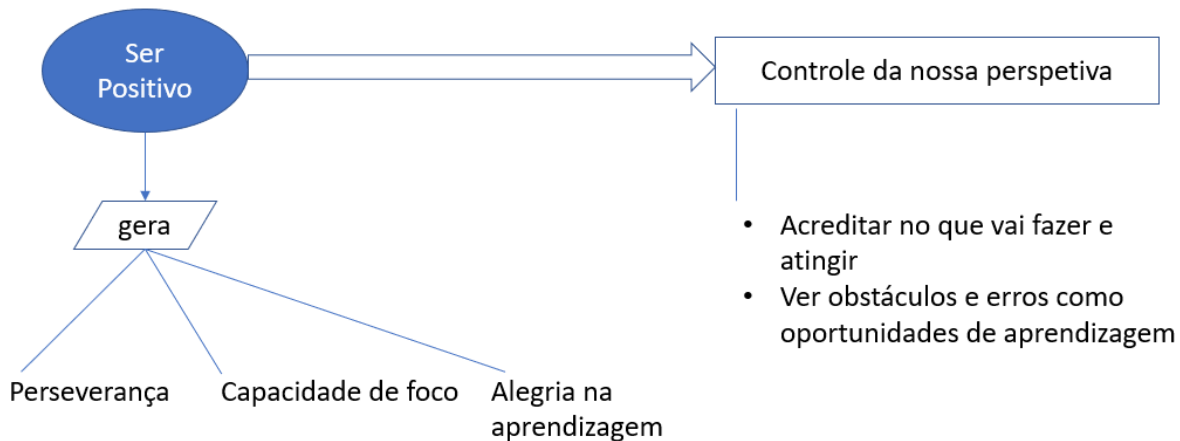 Ser
Positivo
Controle da nossa perspetiva
gera
• Acreditar no que vai fazer e
atingir
• Ver obstáculos e erros como
oportunidades de aprendizagem
Perseverança
Capacidade de foco
Alegria na
aprendizagem